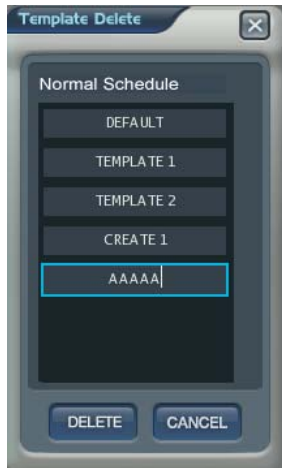 Template Delete
Normal Schedule
DEFAULT
TEMPLATE 1
TEMPLATE 2
CREATE 1
AAAAA
DELETE CANCEL